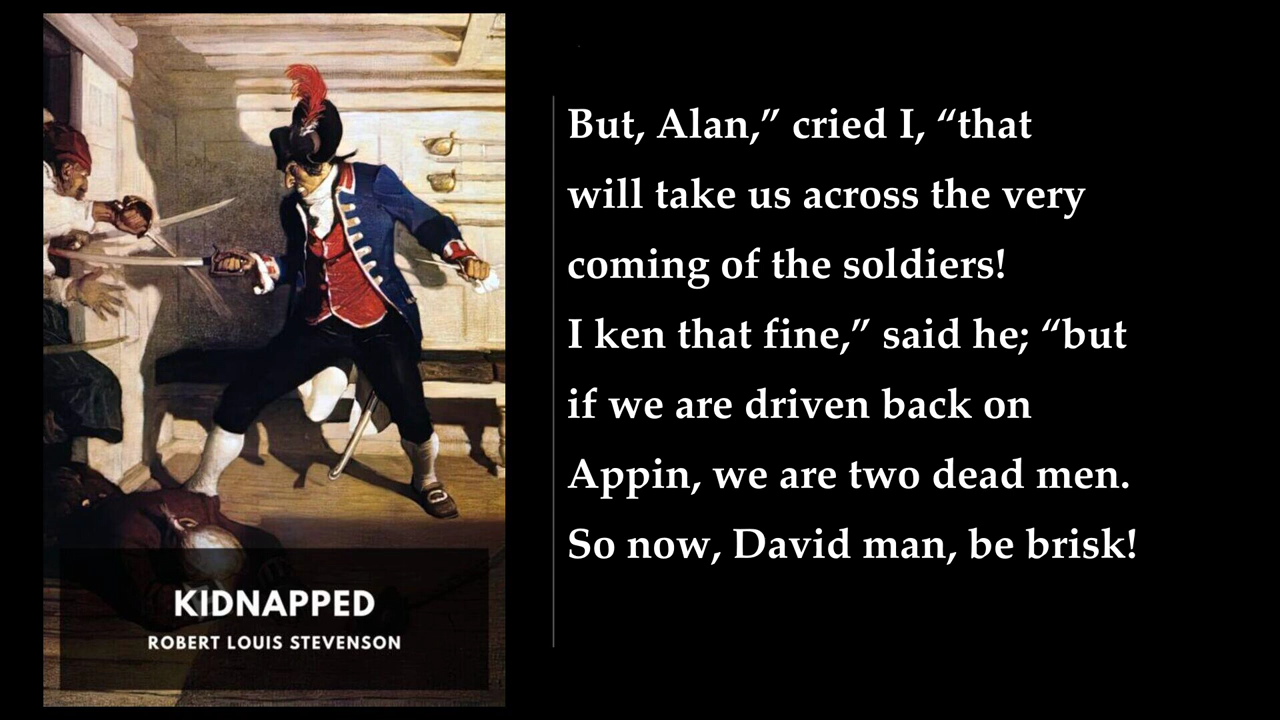 KIDNAPPED
ROBERT LOUIS STEVENSON
But, Alan,” cried I, “that
will take us across the very
coming of the soldiers!
I ken that fine,” said he; “but
if we are driven back on
Appin, we are two dead men.
So now, David man, be brisk!